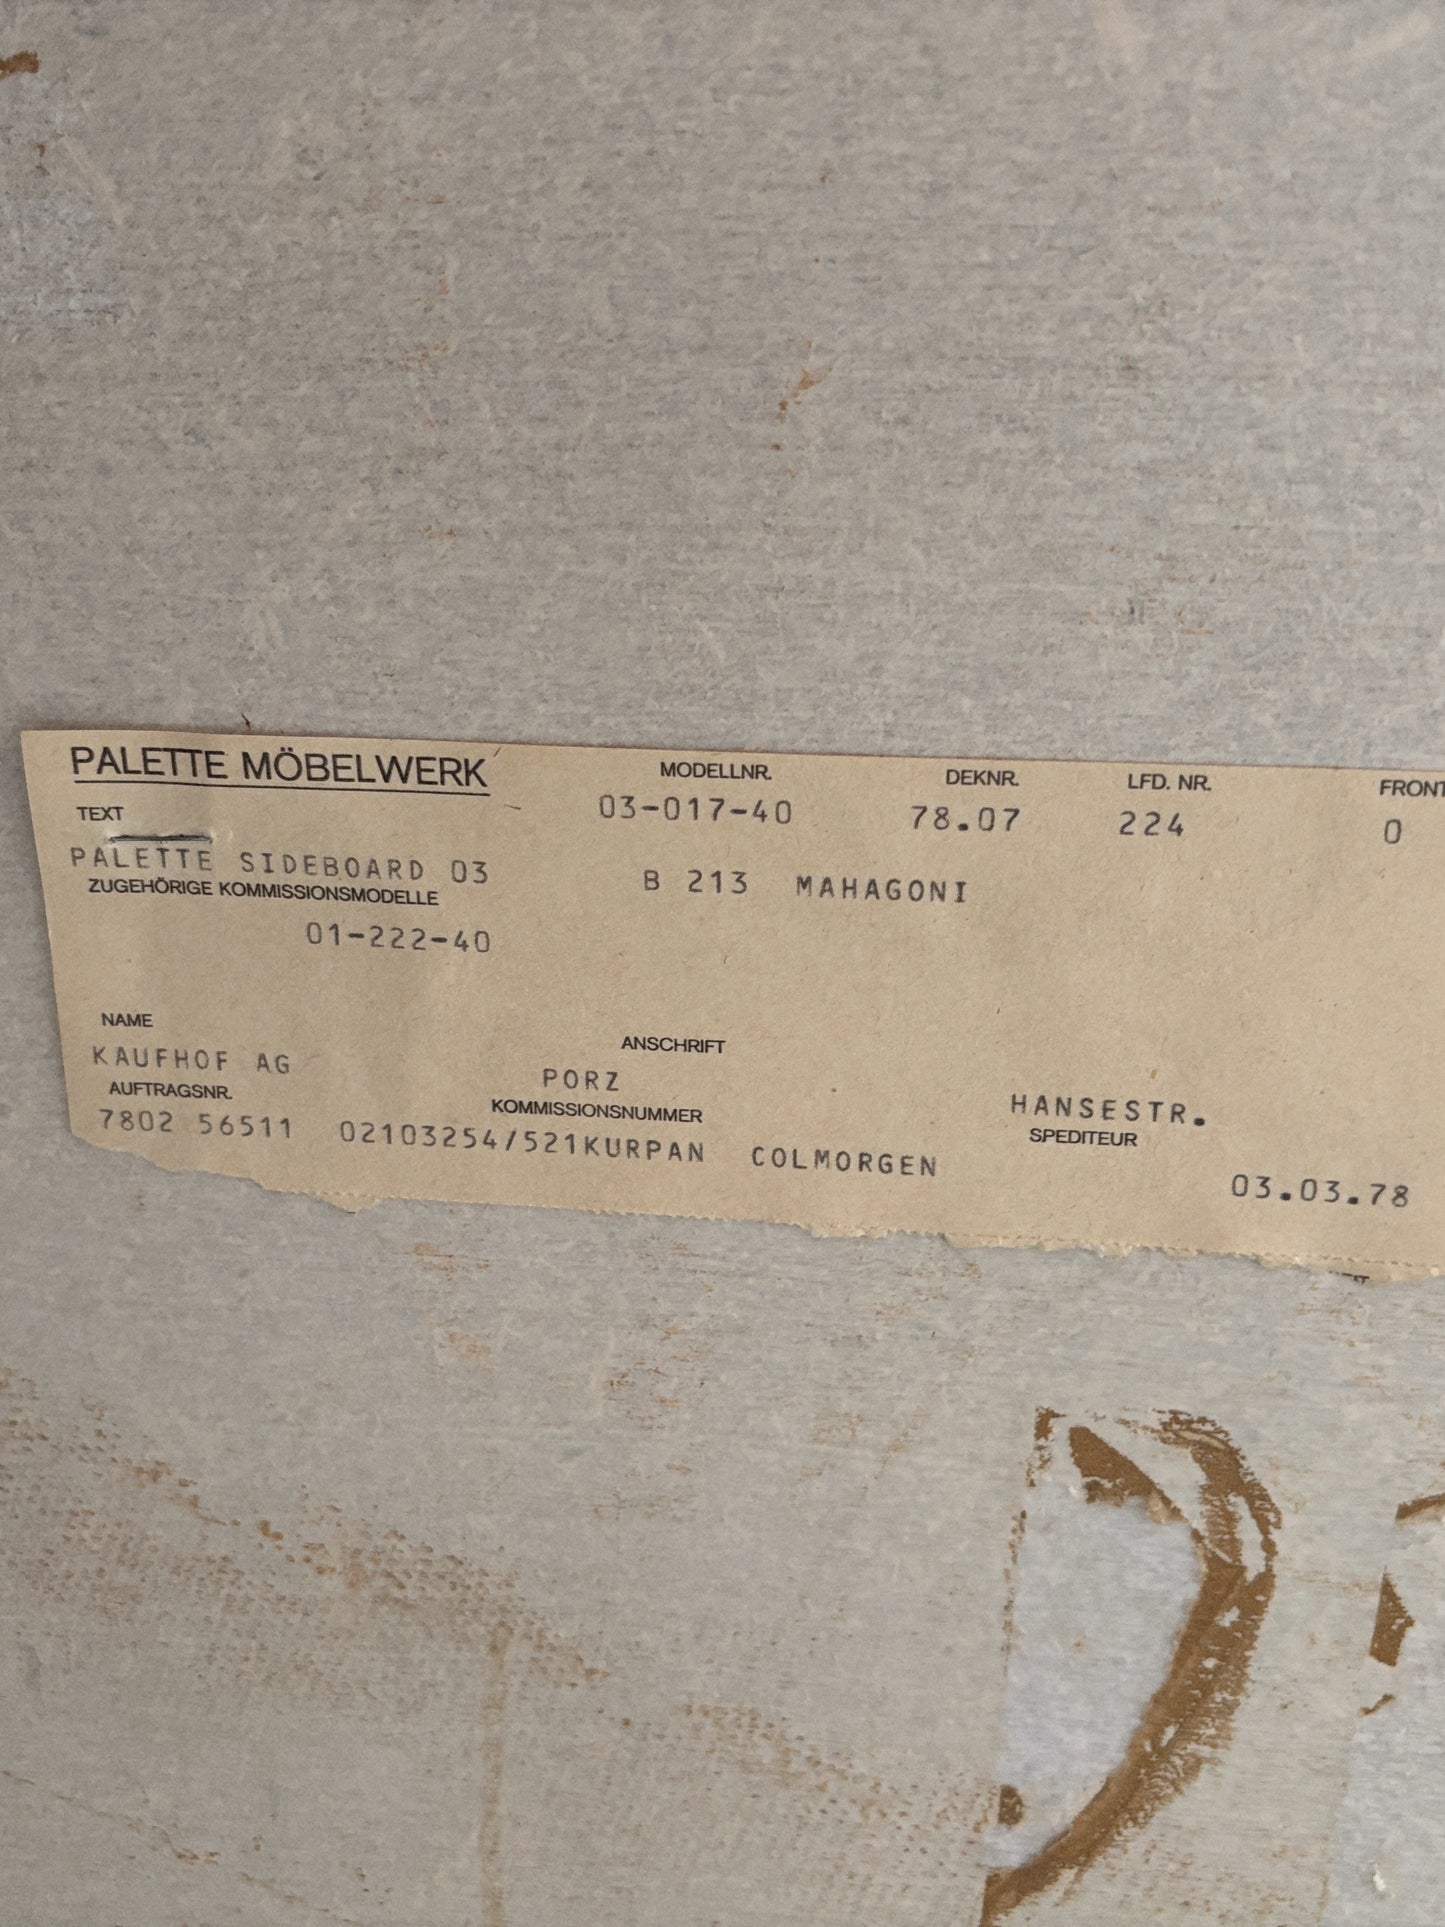 PALETTE MÖBELWERK
MODELLNR. DEKNR. LFD. NR. FRONT
TEXT
03-017-40 78.07 224 0
PALETTE SIDEBOARD 03 B 213 MAHAGONI
ZUGEHÖRIGE KOMMISSIONSMODELLE
01-222-40
NAME ANSCHRIFT
KAUFHOF AG PORZ HANSESTR.
AUFTRAGSNR. KOMMISSIONSNUMMER SPEDITEUR
7802 56511 02103254/521KURPAN COLMORGEN 03.03.78